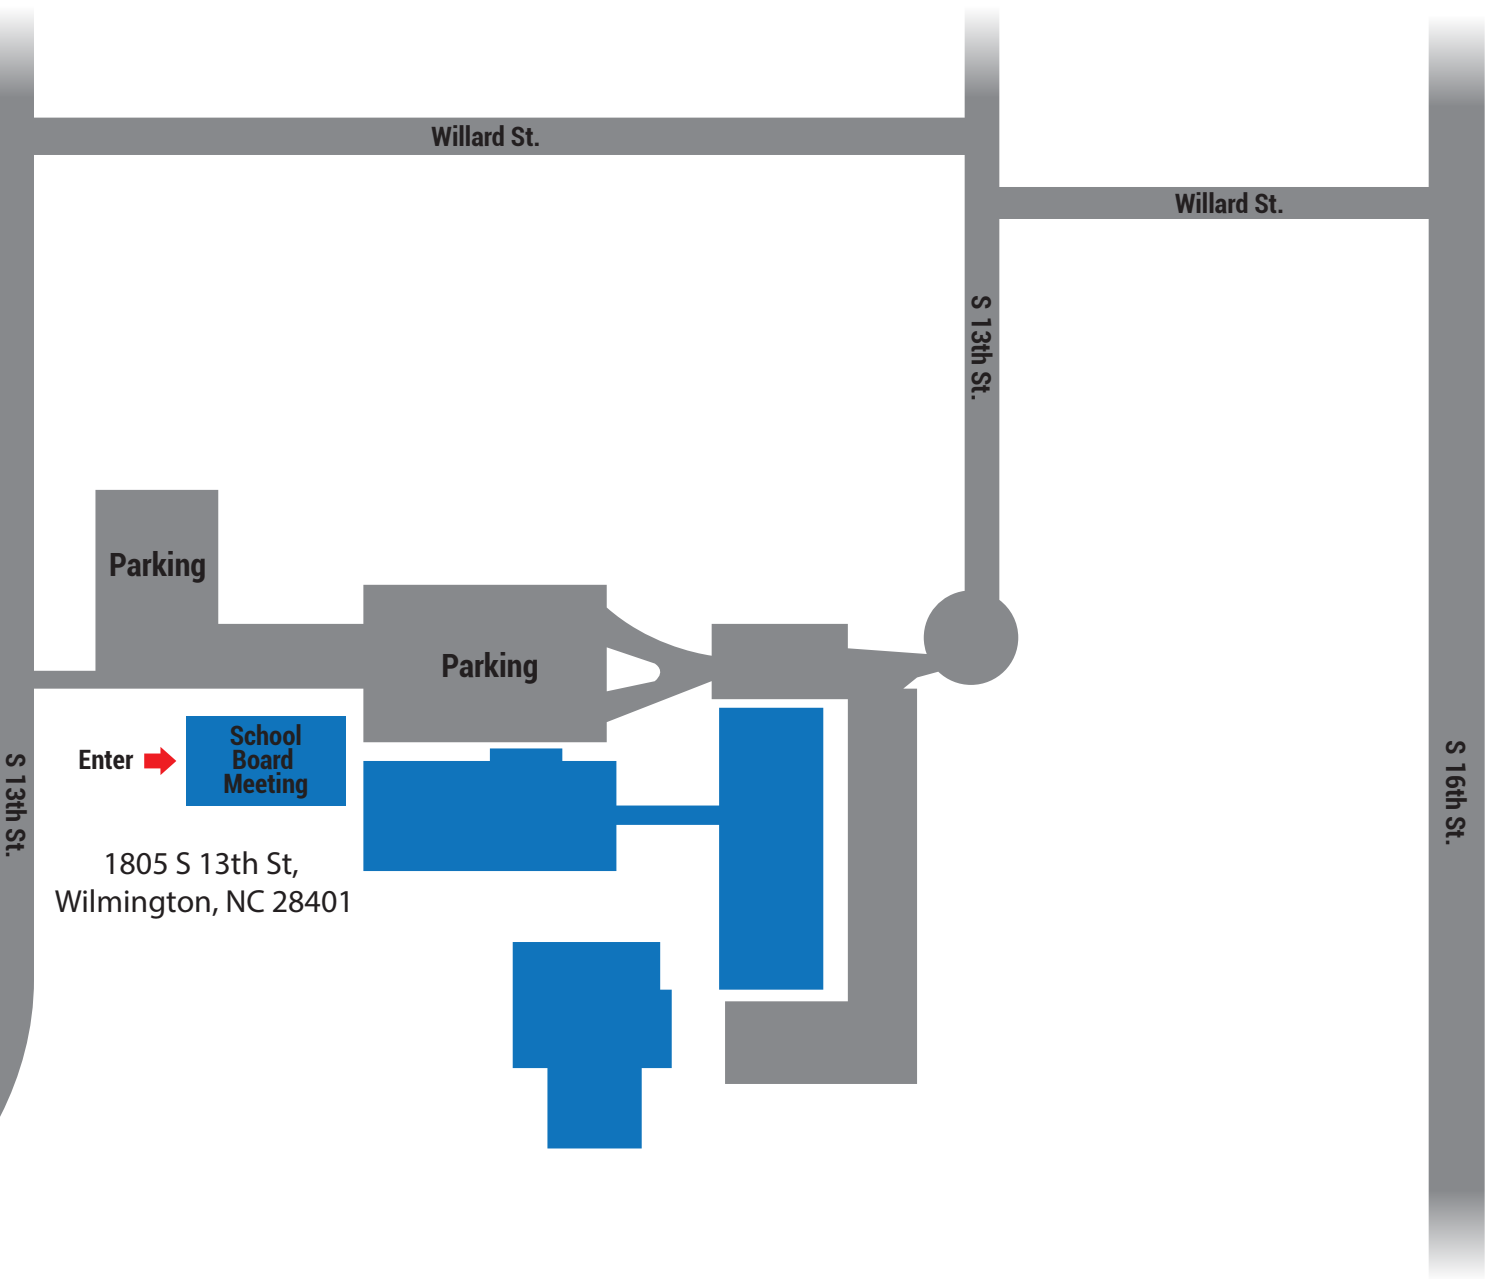 Willard St.
Willard St.
S 13th St.
Parking
Parking
School
Board
Meeting
Enter
S 13th St.
S 16th St.
1805 S 13th St,
Wilmington, NC 28401